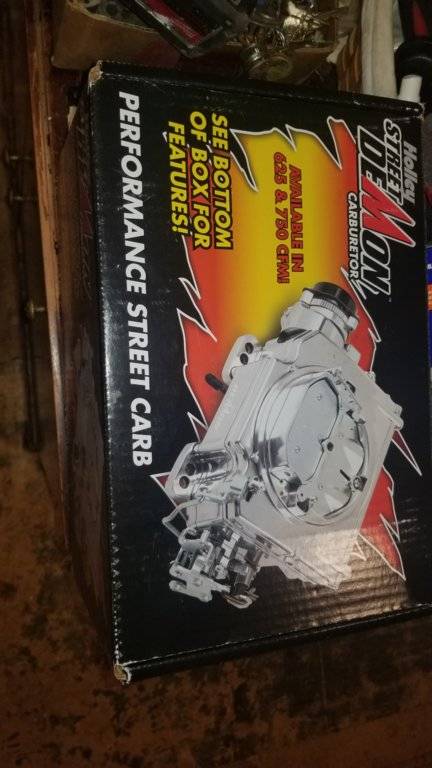 Holley
STREET
DEMON
CARBURETOR
AVAILABLE IN
625 & 750 CFM!
SEE BOTTOM
OF BOX FOR
FEATURES!
PERFORMANCE STREET CARB